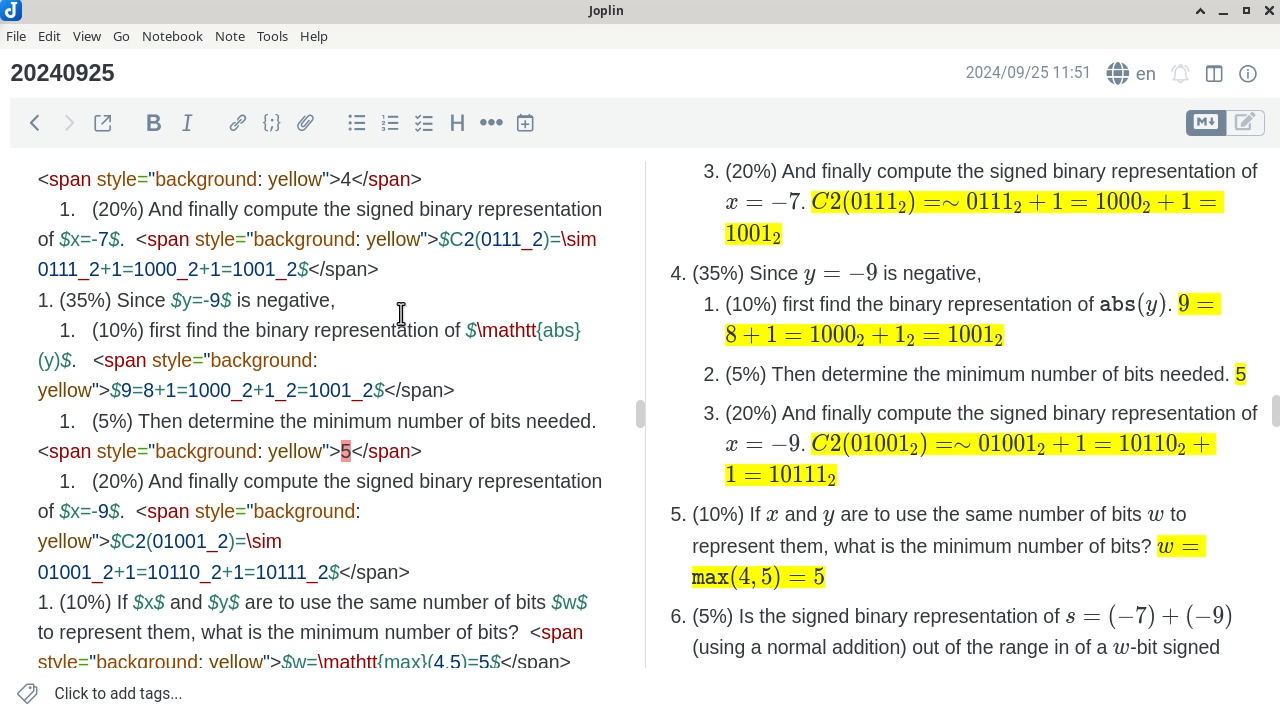 Joplin
File Edit View Go Notebook Note Tools Help
20240925
2024/09/25 11:51 en
B I {;} H ••• M↓
<span style="background: yellow">4</span>
1. (20%) And finally compute the signed binary representation
of $x=-7$. <span style="background: yellow">$C2(0111_2)=\sim
0111_2+1=1000_2+1=1001_2$</span>
1. (35%) Since $y=-9$ is negative,
1. (10%) first find the binary representation of $\mathtt{abs}
(y)$. <span style="background:
yellow">$9=8+1=1000_2+1_2=1001_2$</span>
1. (5%) Then determine the minimum number of bits needed.
<span style="background: yellow">5</span>
1. (20%) And finally compute the signed binary representation
of $x=-9$. <span style="background:
yellow">$C2(01001_2)=\sim
01001_2+1=10110_2+1=10111_2$</span>
1. (10%) If $x$ and $y$ are to use the same number of bits $w$
to represent them, what is the minimum number of bits? <span
style="background: yellow">$w=\mathtt{max}(4,5)=5$</span>
3. (20%) And finally compute the signed binary representation of
x = −7. C2(0111₂) =∼ 0111₂ + 1 = 1000₂ + 1 =
1001₂
4. (35%) Since y = −9 is negative,
1. (10%) first find the binary representation of abs(y). 9 =
8 + 1 = 1000₂ + 1₂ = 1001₂
2. (5%) Then determine the minimum number of bits needed. 5
3. (20%) And finally compute the signed binary representation of
x = −9. C2(01001₂) =∼ 01001₂ + 1 = 10110₂ +
1 = 10111₂
5. (10%) If x and y are to use the same number of bits w to
represent them, what is the minimum number of bits? w =
max(4, 5) = 5
6. (5%) Is the signed binary representation of s = (−7) + (−9)
(using a normal addition) out of the range in of a w-bit signed
Click to add tags...